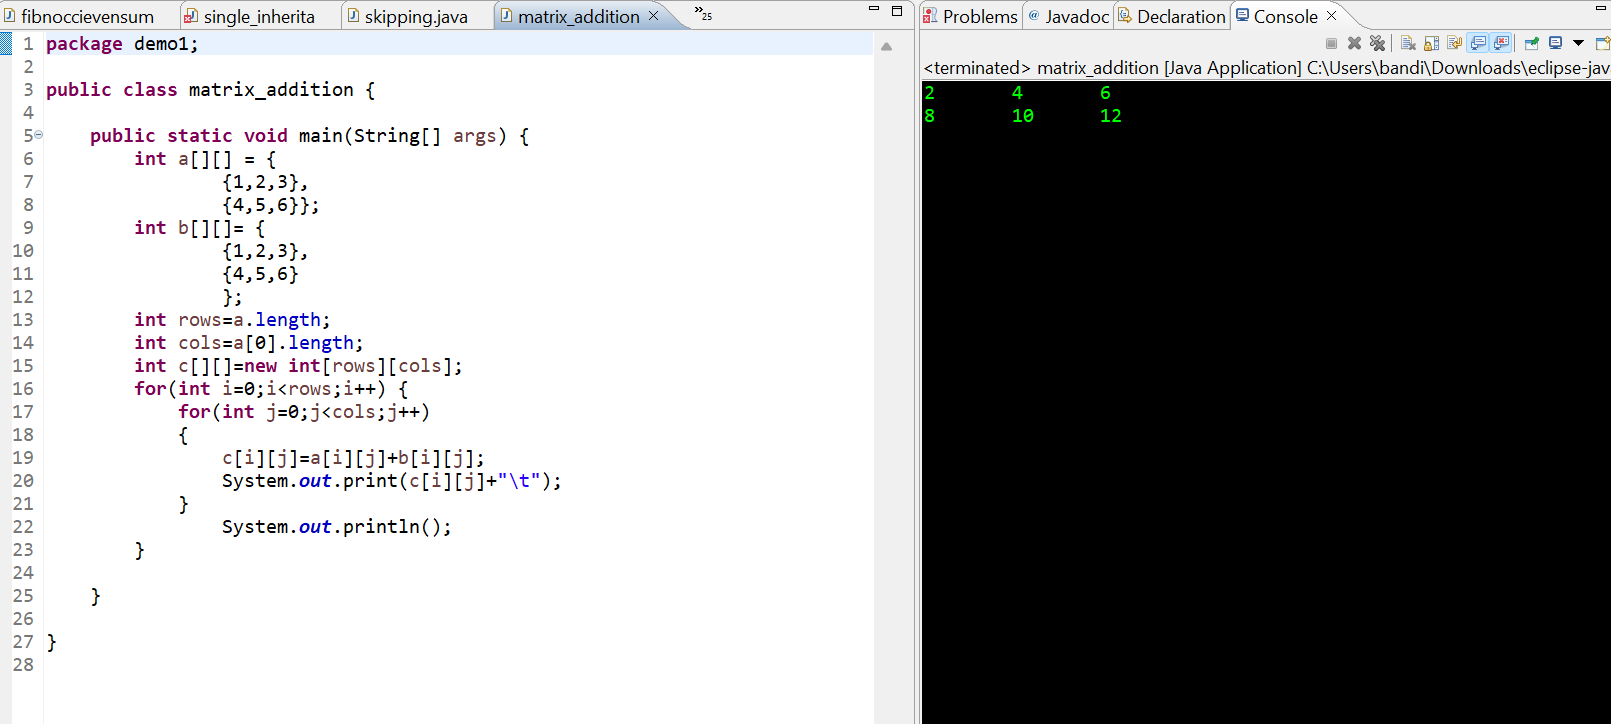 fibnoccievensum single_inherita skipping.java matrix_addition 25
Problems @ Javadoc Declaration Console
<terminated> matrix_addition [Java Application] C:\Users\bandi\Downloads\eclipse-jav
1 package demo1;
2
3 public class matrix_addition {
4
5 public static void main(String[] args) {
6 int a[][] = {
7 {1,2,3},
8 {4,5,6}};
9 int b[][]= {
10 {1,2,3},
11 {4,5,6}
12 };
13 int rows=a.length;
14 int cols=a[0].length;
15 int c[][]=new int[rows][cols];
16 for(int i=0;i<rows;i++) {
17 for(int j=0;j<cols;j++)
18 {
19 c[i][j]=a[i][j]+b[i][j];
20 System.out.print(c[i][j]+"\t");
21 }
22 System.out.println();
23 }
24
25 }
26
27 }
28
2 4 6
8 10 12